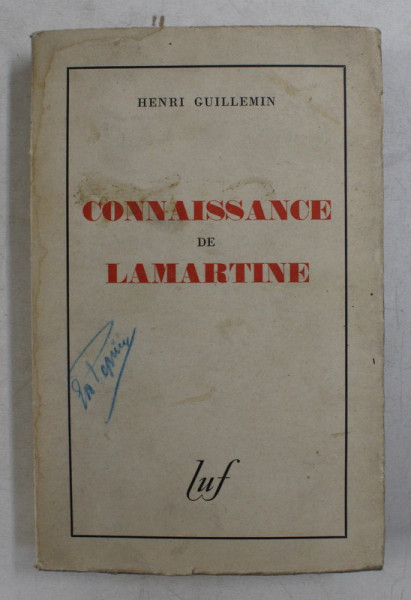 HENRI GUILLEMIN
CONNAISSANCE
DE
LAMARTINE
luf